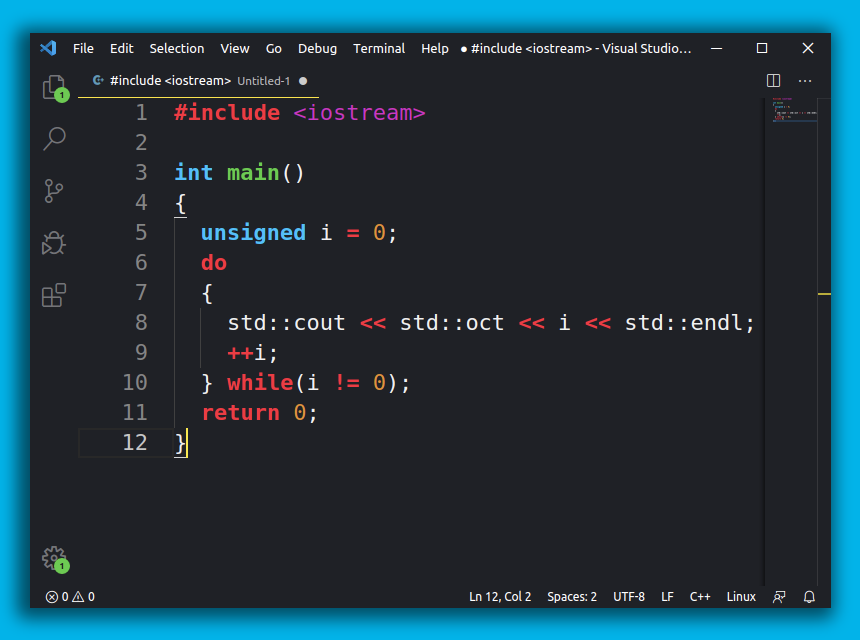 File Edit Selection View Go Debug Terminal Help ● #include <iostream> - Visual Studio...
#include <iostream> Untitled-1 ●
1 #include <iostream>
2
3 int main()
4 {
5   unsigned i = 0;
6   do
7   {
8     std::cout << std::oct << i << std::endl;
9     ++i;
10   } while(i != 0);
11   return 0;
12 }
1
1
0 0 Ln 12, Col 2 Spaces: 2 UTF-8 LF C++ Linux